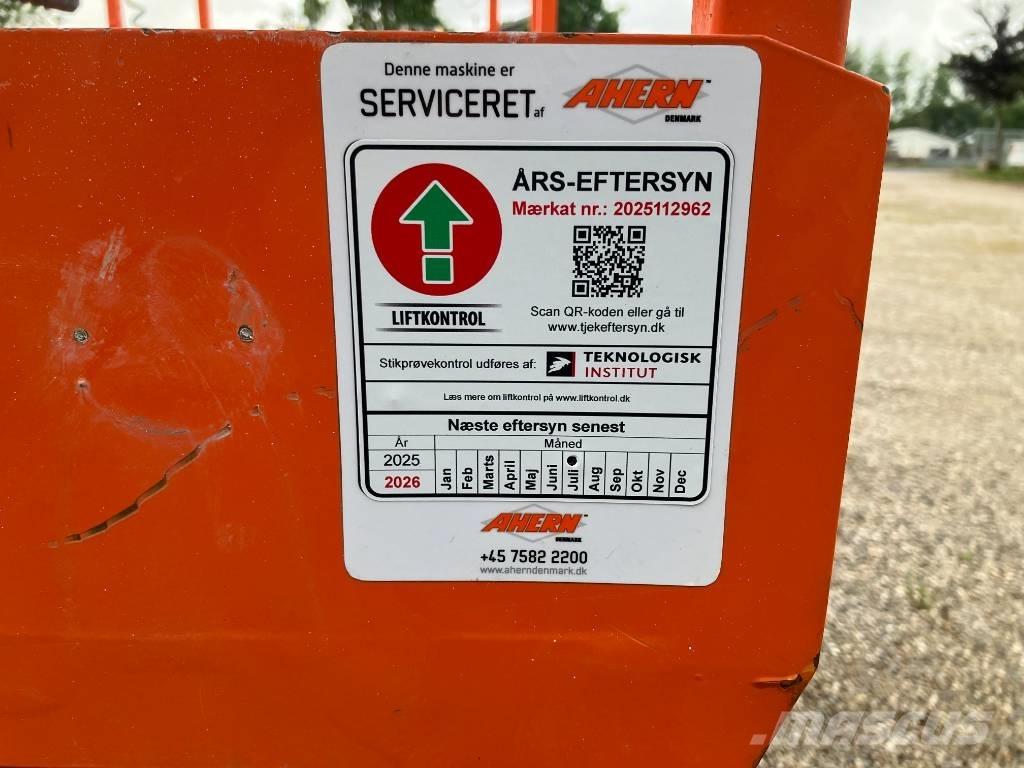 Denne maskine er
SERVICERET af
AHERN
DENMARK
ÅRS-EFTERSYN
Mærkat nr.: 2025112962
LIFTKONTROL
Scan QR-koden eller gå til
www.tjekeftersyn.dk
Stikprøvekontrol udføres af:
TEKNOLOGISK
INSTITUT
Læs mere om liftkontrol på www.liftkontrol.dk
Næste eftersyn senest
År Måned
2025
2026
Jan Feb Marts April Maj Juni Juli Aug Sep Okt Nov Dec
AHERN
DENMARK
+45 7582 2200
www.aherndenmark.dk
MASCUS